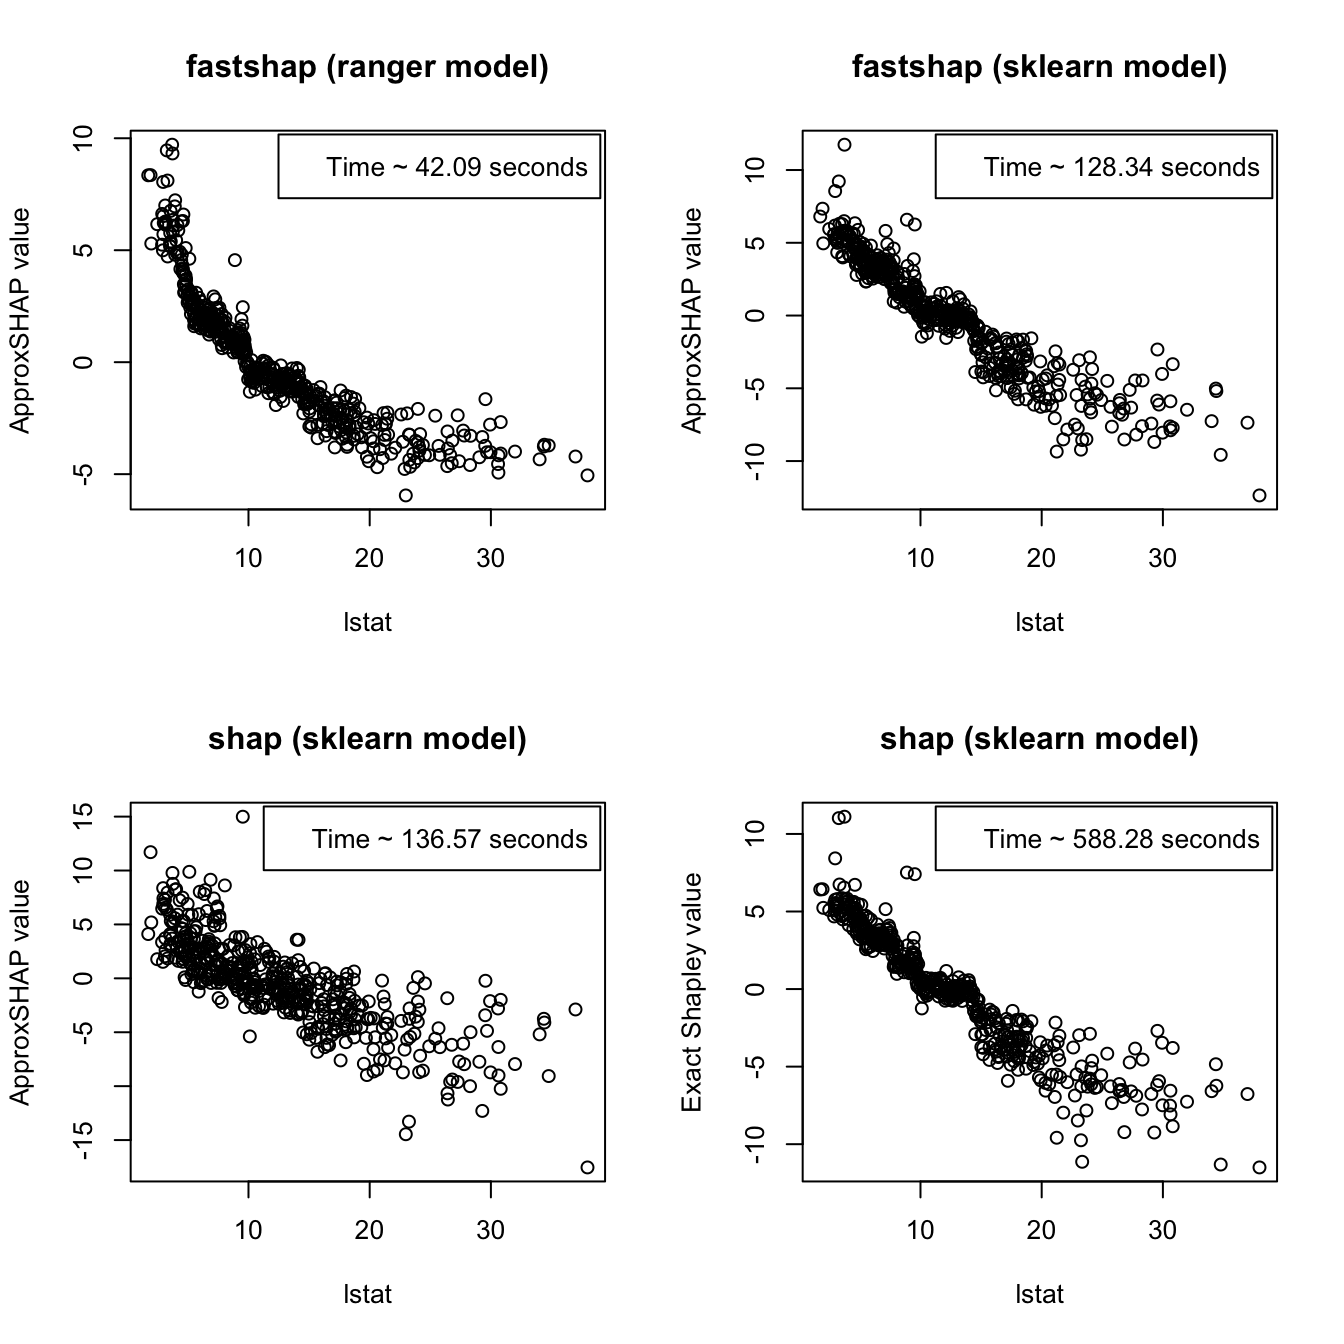 fastshap (ranger model)
Time ~ 42.09 seconds
ApproxSHAP value
10
5
0
-5
10 20 30
lstat
fastshap (sklearn model)
Time ~ 128.34 seconds
ApproxSHAP value
10
5
0
-5
-10
10 20 30
lstat
shap (sklearn model)
Time ~ 136.57 seconds
ApproxSHAP value
15
10
5
0
-5
-15
10 20 30
lstat
shap (sklearn model)
Time ~ 588.28 seconds
Exact Shapley value
10
5
0
-5
-10
10 20 30
lstat